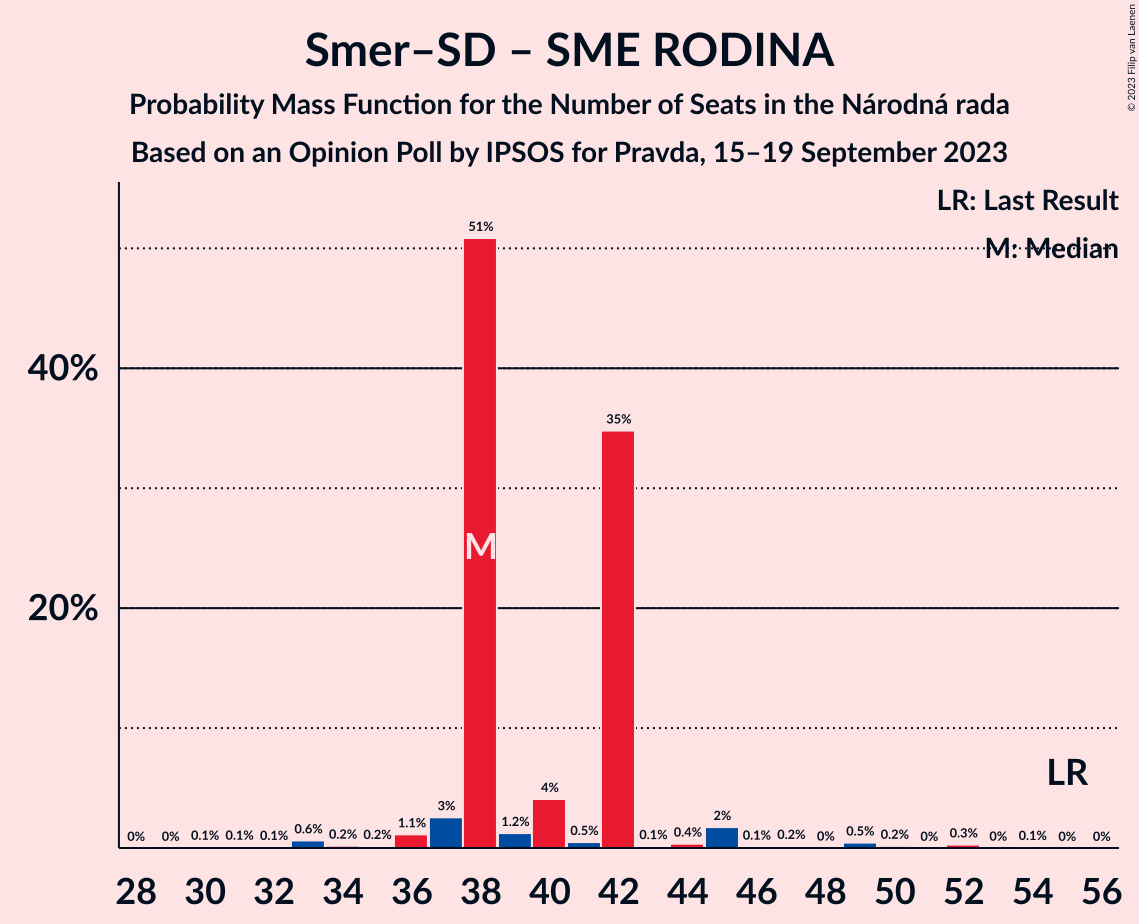 Smer–SD – SME RODINA
Probability Mass Function for the Number of Seats in the Národná rada
Based on an Opinion Poll by IPSOS for Pravda, 15–19 September 2023
© 2023 Filip van Laenen
LR: Last Result
M: Median
51%
40%
35%
M
20%
LR
0% 0% 0.1% 0.1% 0.1% 0.6% 0.2% 0.2% 1.1% 3% 1.2% 4% 0.5% 0.1% 0.4% 2% 0.1% 0.2% 0% 0.5% 0.2% 0% 0.3% 0% 0.1% 0% 0%
28 30 32 34 36 38 40 42 44 46 48 50 52 54 56